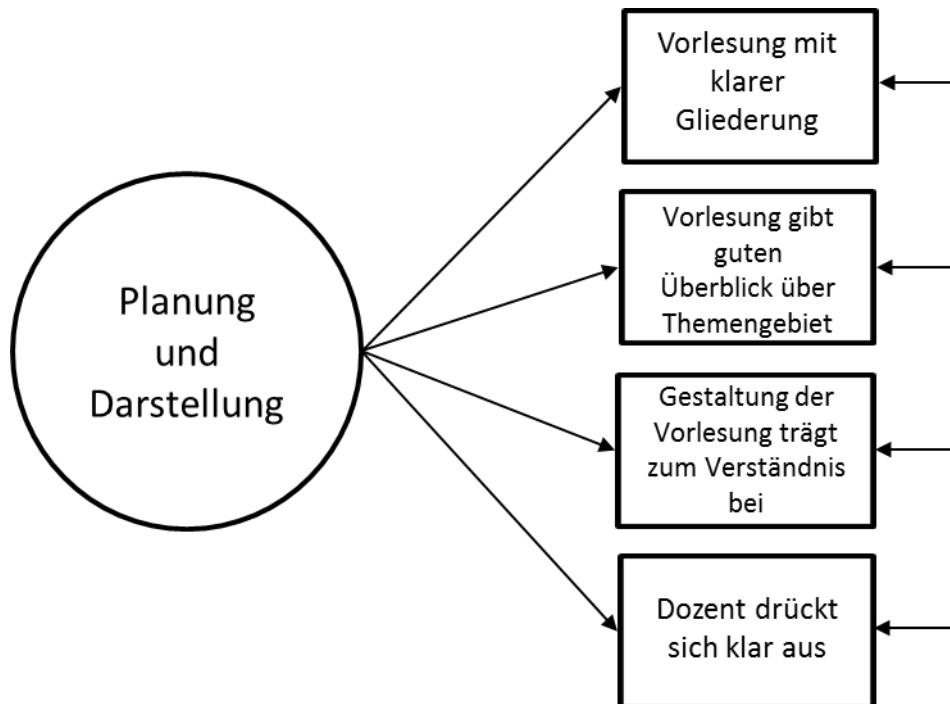 Planung
und
Darstellung
Vorlesung mit
klarer
Gliederung
Vorlesung gibt
guten
Überblick über
Themengebiet
Gestaltung der
Vorlesung trägt
zum Verständnis
bei
Dozent drückt
sich klar aus